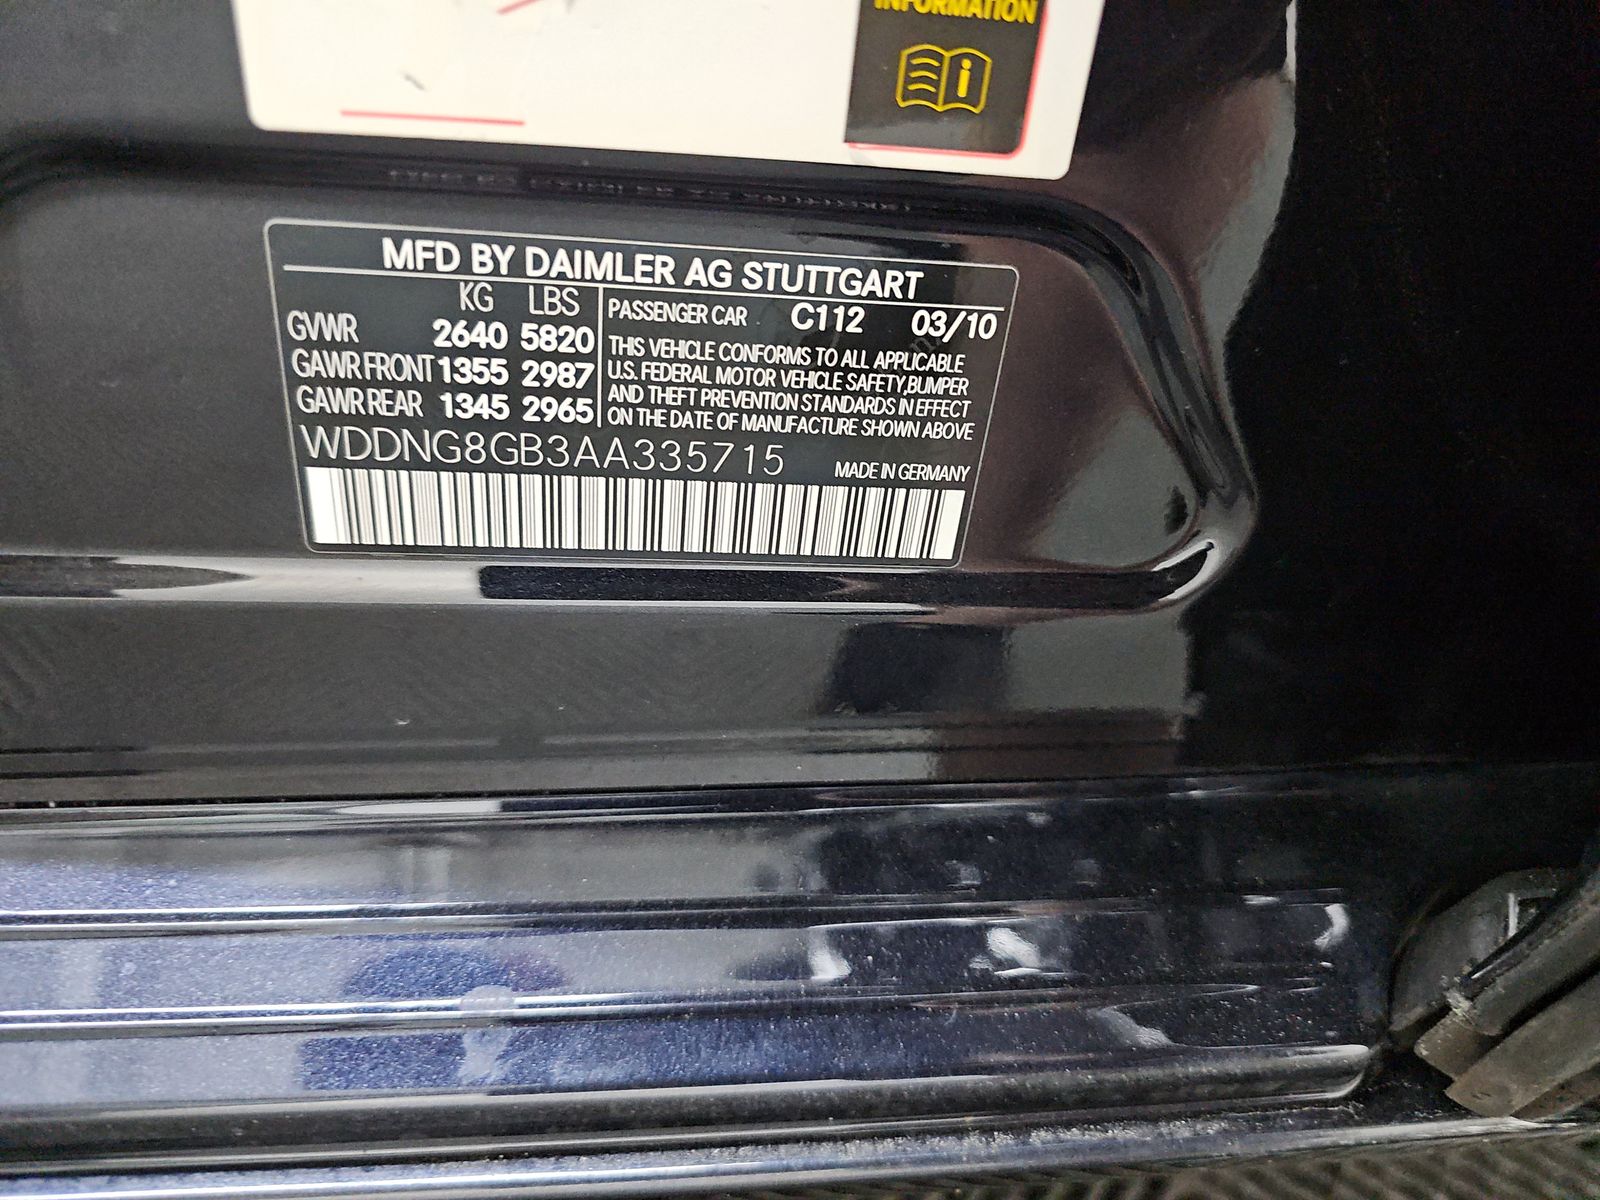 INFORMATION
i
MFD BY DAIMLER AG STUTTGART
KG LBS
GVWR 2640 5820
GAWR FRONT 1355 2987
GAWR REAR 1345 2965
PASSENGER CAR C112 03/10
THIS VEHICLE CONFORMS TO ALL APPLICABLE
U.S. FEDERAL MOTOR VEHICLE SAFETY,BUMPER
AND THEFT PREVENTION STANDARDS IN EFFECT
ON THE DATE OF MANUFACTURE SHOWN ABOVE
WDDNG8GB3AA335715
MADE IN GERMANY